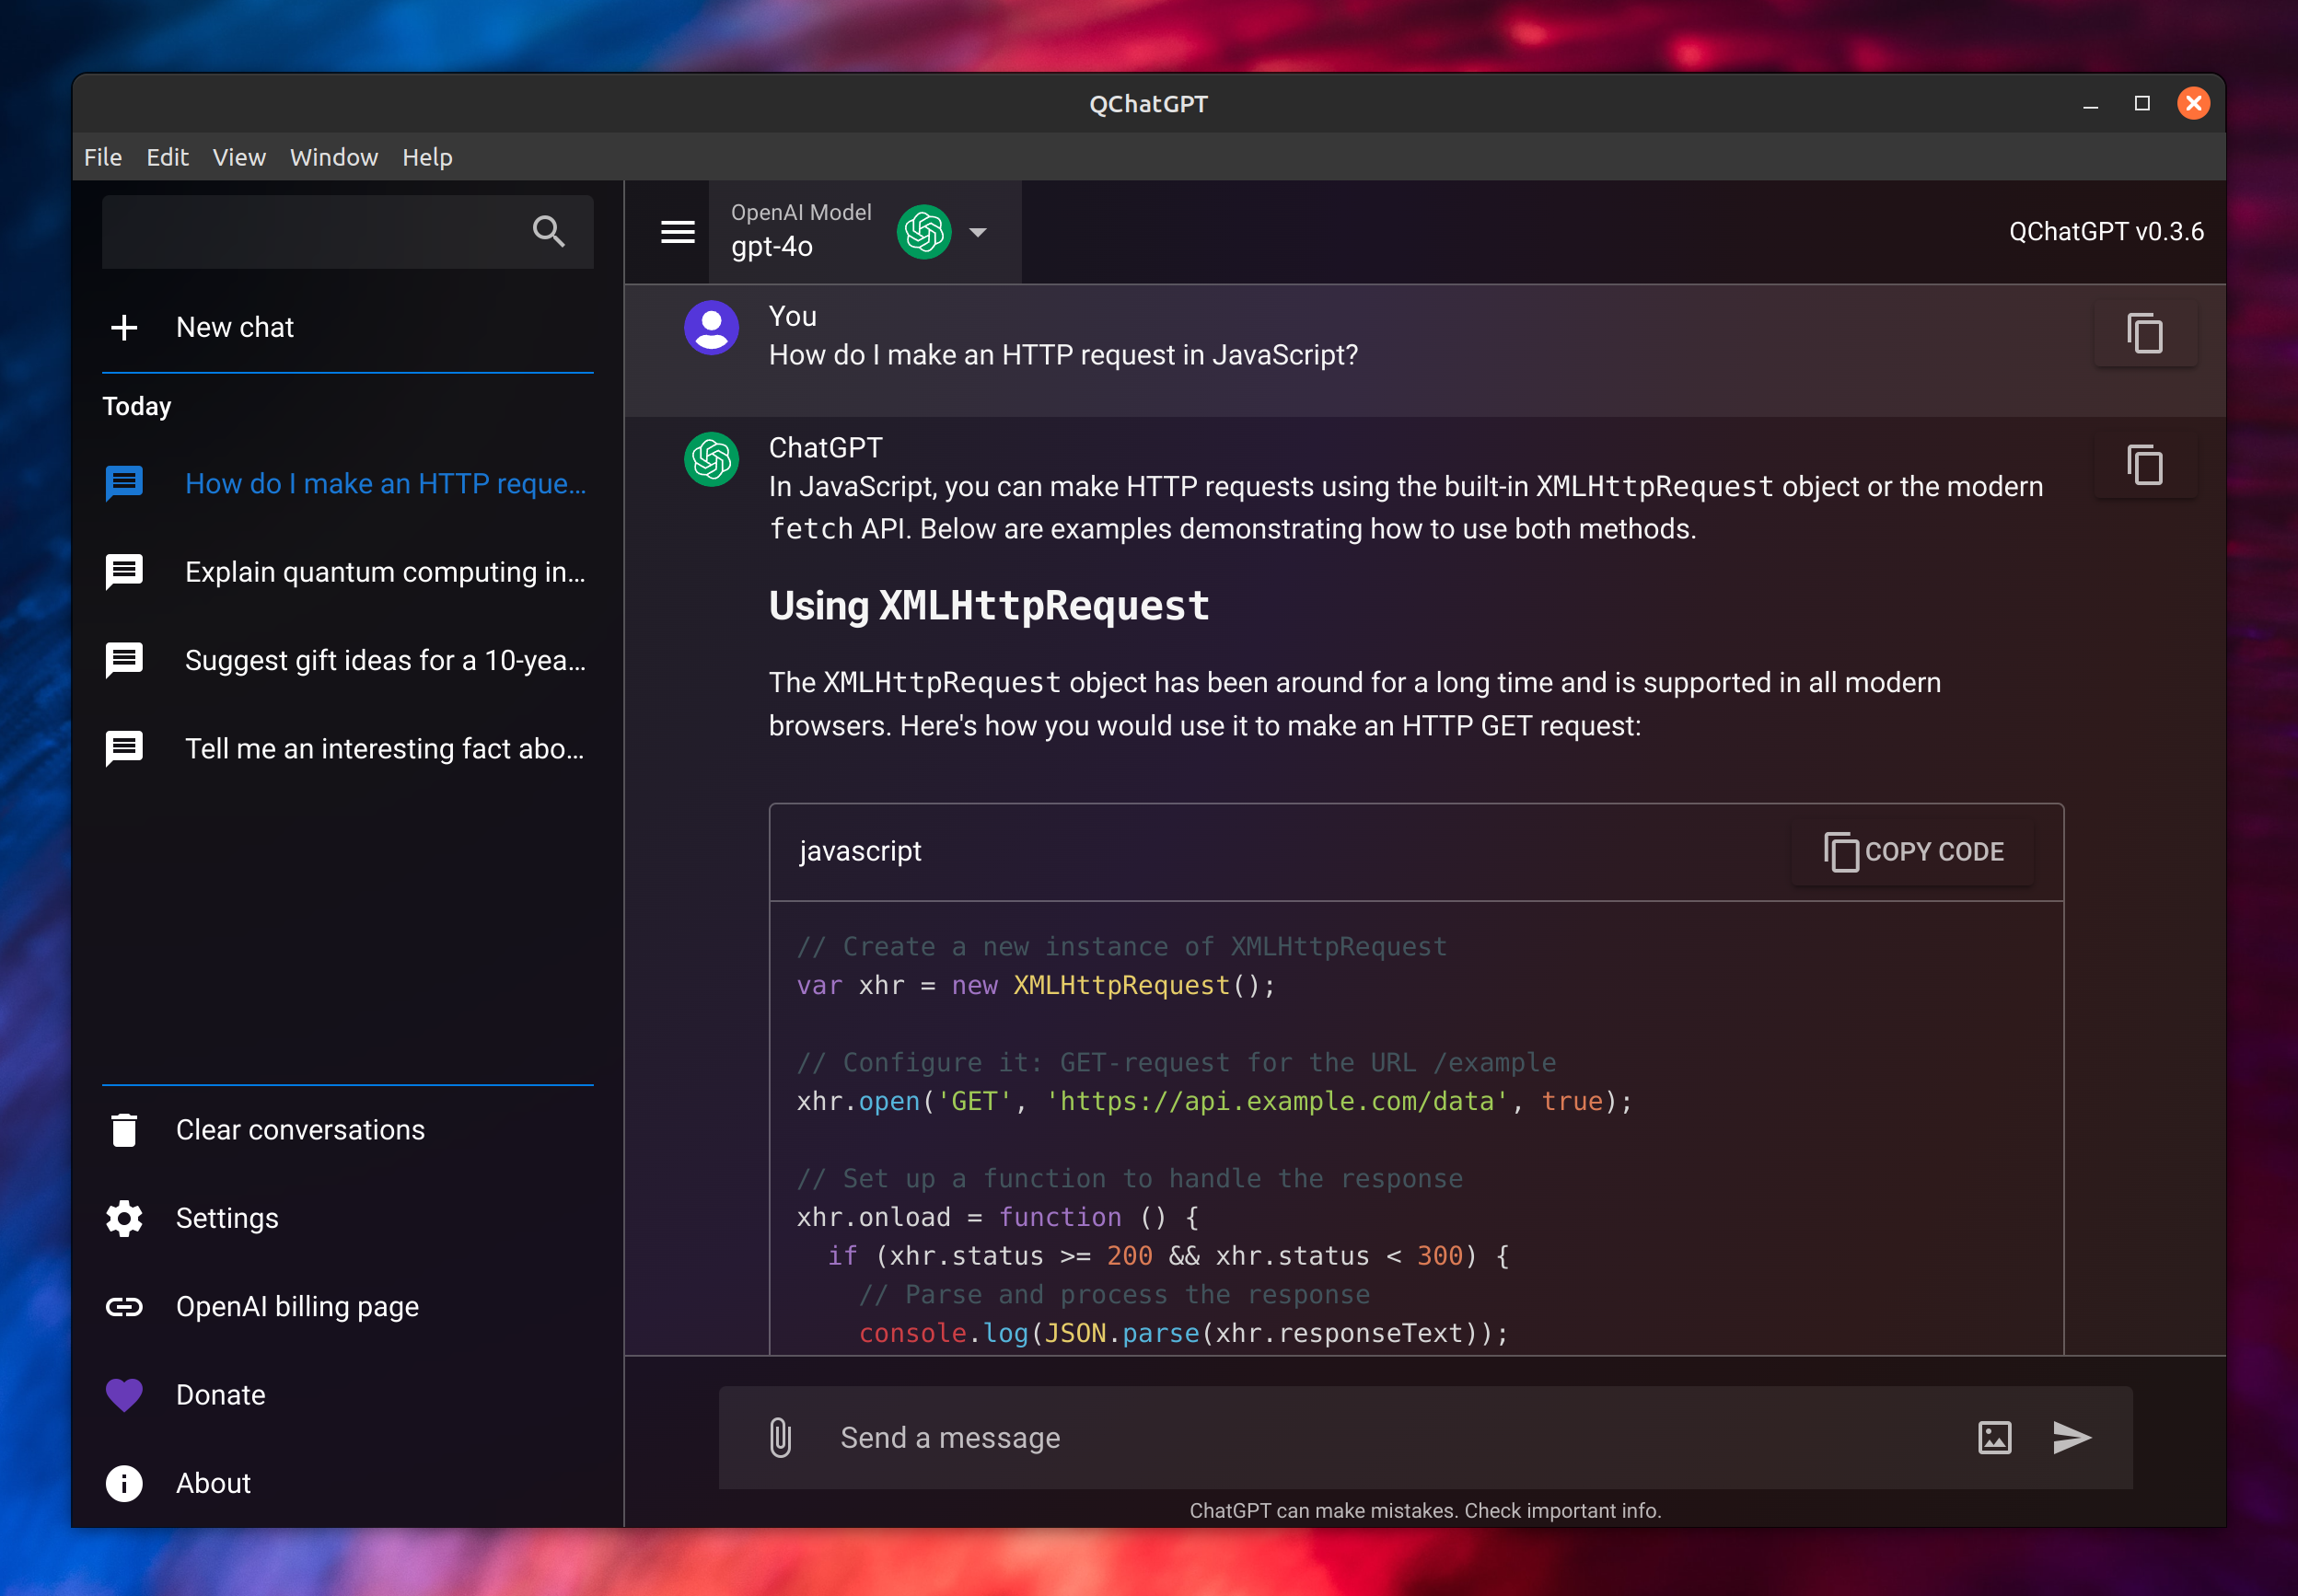 QChatGPT
File Edit View Window Help
New chat
Today
How do I make an HTTP reque...
Explain quantum computing in...
Suggest gift ideas for a 10-yea...
Tell me an interesting fact abo...
Clear conversations
Settings
OpenAI billing page
Donate
About
OpenAI Model
gpt-4o
QChatGPT v0.3.6
You
How do I make an HTTP request in JavaScript?
ChatGPT
In JavaScript, you can make HTTP requests using the built-in XMLHttpRequest object or the modern
fetch API. Below are examples demonstrating how to use both methods.
Using XMLHttpRequest
The XMLHttpRequest object has been around for a long time and is supported in all modern
browsers. Here's how you would use it to make an HTTP GET request:
javascript
COPY CODE
// Create a new instance of XMLHttpRequest
var xhr = new XMLHttpRequest();
// Configure it: GET-request for the URL /example
xhr.open('GET', 'https://api.example.com/data', true);
// Set up a function to handle the response
xhr.onload = function () {
  if (xhr.status >= 200 && xhr.status < 300) {
    // Parse and process the response
    console.log(JSON.parse(xhr.responseText));
Send a message
ChatGPT can make mistakes. Check important info.